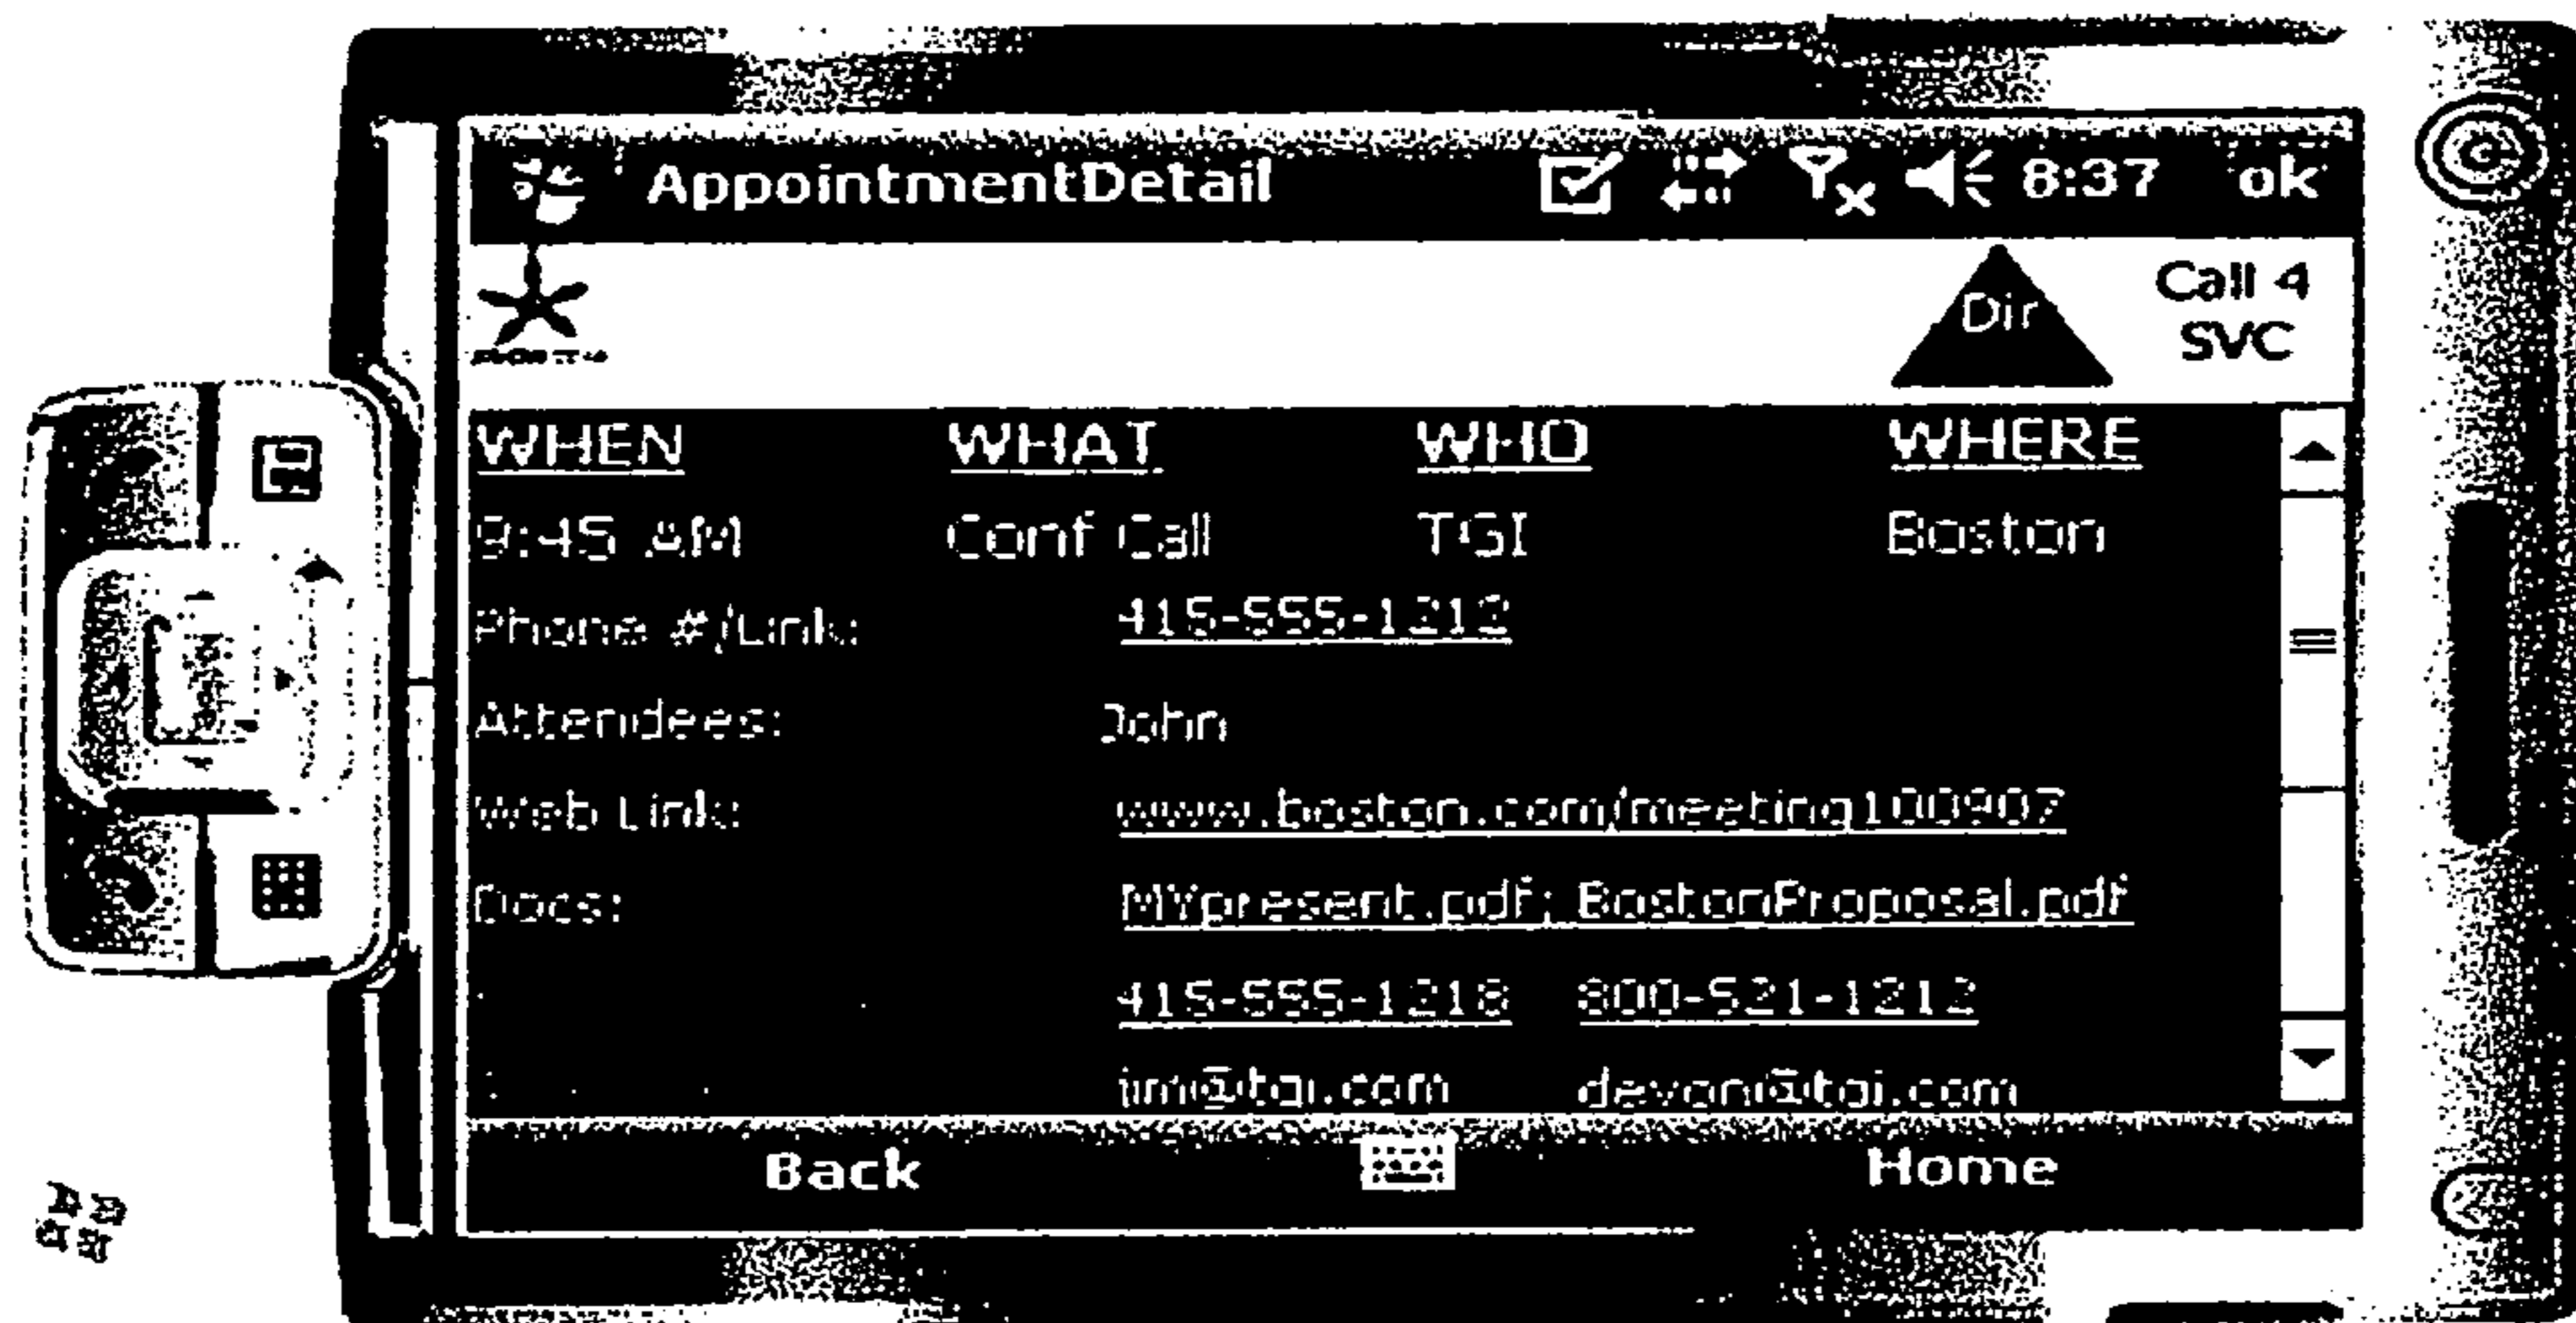 AppointmentDetail 8:37 ok
Dir Call 4 SVC
WHEN WHAT WHO WHERE
9:45 AM Conf Call TGI Boston
Phone #/Link: 415-555-1212
Attendees: John
Web Link: www.boston.com/meeting100907
Docs: MYpresent.pdf; BostonProposal.pdf
415-555-1218 800-521-1212
jim@tgi.com devon@tgi.com
Back Home